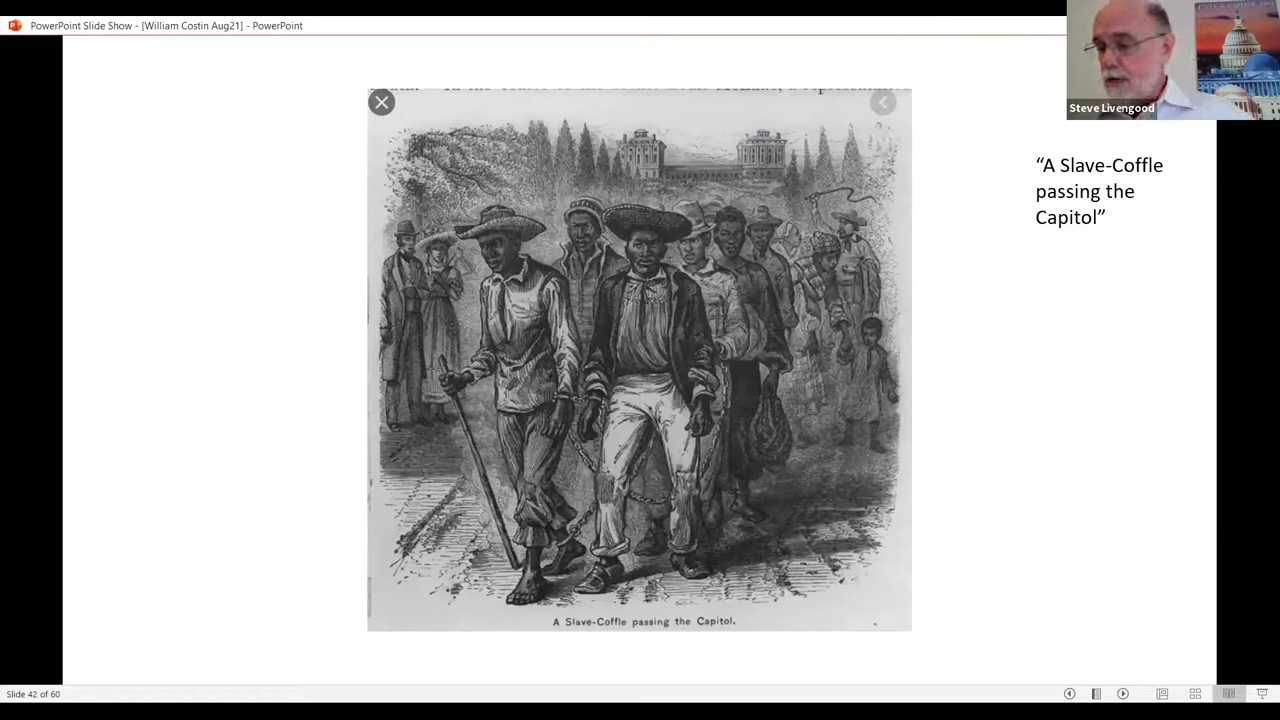 PowerPoint Slide Show - [William Costin Aug21] - PowerPoint
Steve Livengood
“A Slave-Coffle
passing the
Capitol”
A Slave-Coffle passing the Capitol.
Slide 42 of 60